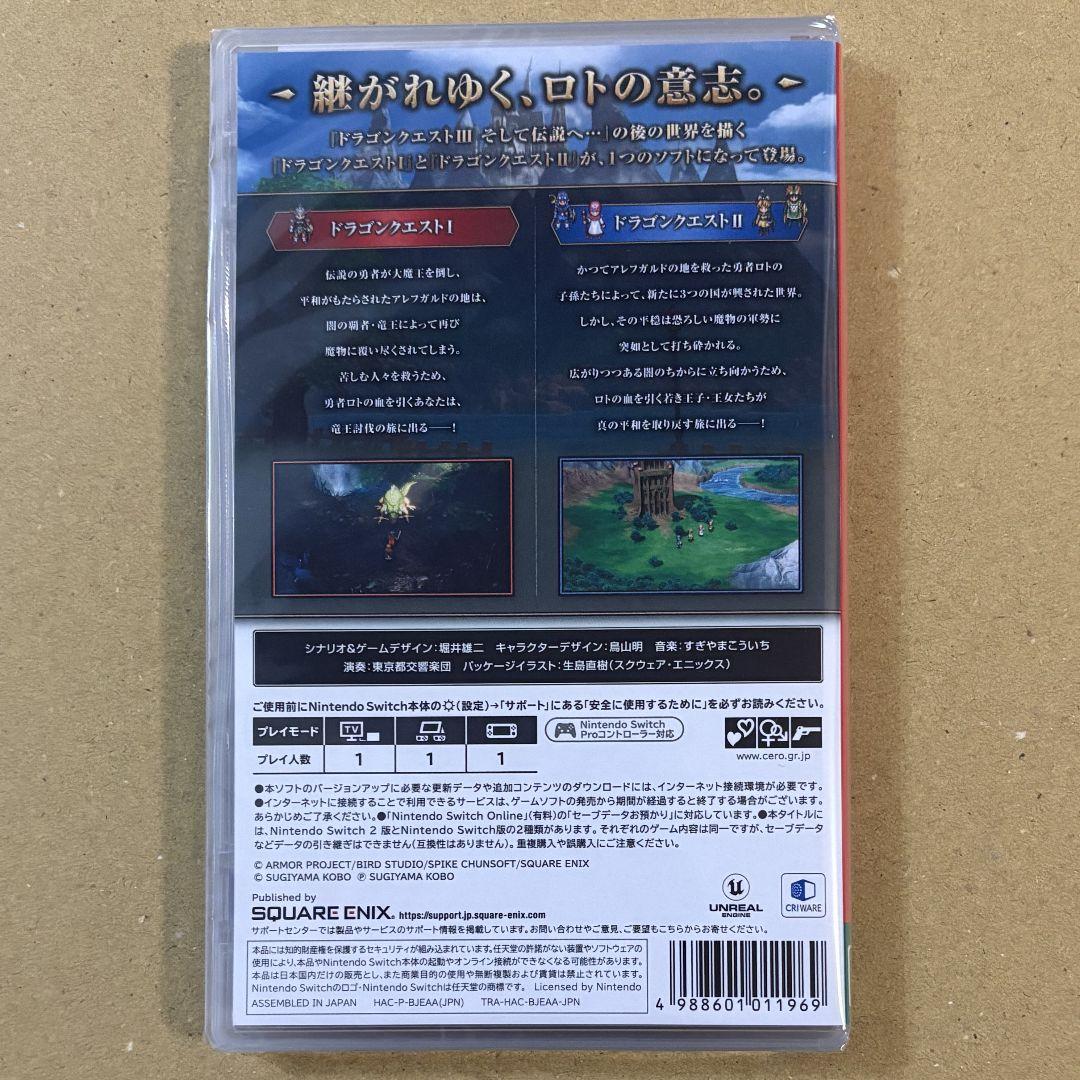 継がれゆく、ロトの意志。
『ドラゴンクエストIII そして伝説へ…』の後の世界を描く
『ドラゴンクエストI』と『ドラゴンクエストII』が、1つのソフトになって登場。
ドラゴンクエストI
伝説の勇者が大魔王を倒し、
平和がもたらされたアレフガルドの地は、
闇の覇者・竜王によって再び
魔物に覆い尽くされてしまう。
苦しむ人々を救うため、
勇者ロトの血を引くあなたは、
竜王討伐の旅に出る──！
ドラゴンクエストII
かつてアレフガルドの地を救った勇者ロトの
子孫たちによって、新たに3つの国が興された世界。
しかし、その平穏は恐ろしい魔物の軍勢に
突如として打ち砕かれる。
広がりつつある闇のちからに立ち向かうため、
ロトの血を引く若き王子・王女たちが
真の平和を取り戻す旅に出る──！
シナリオ&ゲームデザイン：堀井雄二 キャラクターデザイン：鳥山明 音楽：すぎやまこういち
演奏：東京都交響楽団 パッケージイラスト：生島直樹（スクウェア・エニックス）
ご使用前にNintendo Switch本体の（設定）→「サポート」にある「安全に使用するために」を必ずお読みください。
プレイモード TV
プレイ人数 1 1 1
Nintendo Switch
Proコントローラー対応
www.cero.gr.jp
●本ソフトのバージョンアップに必要な更新データや追加コンテンツのダウンロードには、インターネット接続環境が必要です。
●インターネットに接続することで利用できるサービスは、ゲームソフトの発売から期間が経過すると終了する場合がございます。
あらかじめご了承ください。●「Nintendo Switch Online」（有料）の「セーブデータお預かり」に対応しています。●本タイトルに
は、Nintendo Switch 2 版とNintendo Switch版の2種類があります。それぞれのゲーム内容は同一ですが、セーブデータ
などデータの引き継ぎはできません（互換性はありません）。重複購入や誤購入にご注意ください。
© ARMOR PROJECT/BIRD STUDIO/SPIKE CHUNSOFT/SQUARE ENIX
© SUGIYAMA KOBO ℗ SUGIYAMA KOBO
Published by
SQUARE ENIX. https://support.jp.square-enix.com
サポートセンターでは製品やサービスのサポート情報を掲載しています。お問い合わせやご意見、ご要望もこちらからお寄せください。
UNREAL
ENGINE
CRIWARE
本品には知的財産権を保護するセキュリティが組み込まれています。任天堂の許諾がない装置やソフトウェアの
使用により、本品やNintendo Switch本体の起動やオンライン接続ができなくなる可能性があります。
本品は日本国内だけの販売とし、また商業目的の使用や無断複製および賃貸は禁止されています。
Nintendo Switchのロゴ・Nintendo Switchは任天堂の商標です。 Licensed by Nintendo
ASSEMBLED IN JAPAN HAC-P-BJEAA(JPN) TRA-HAC-BJEAA-JPN
4 988601 011969